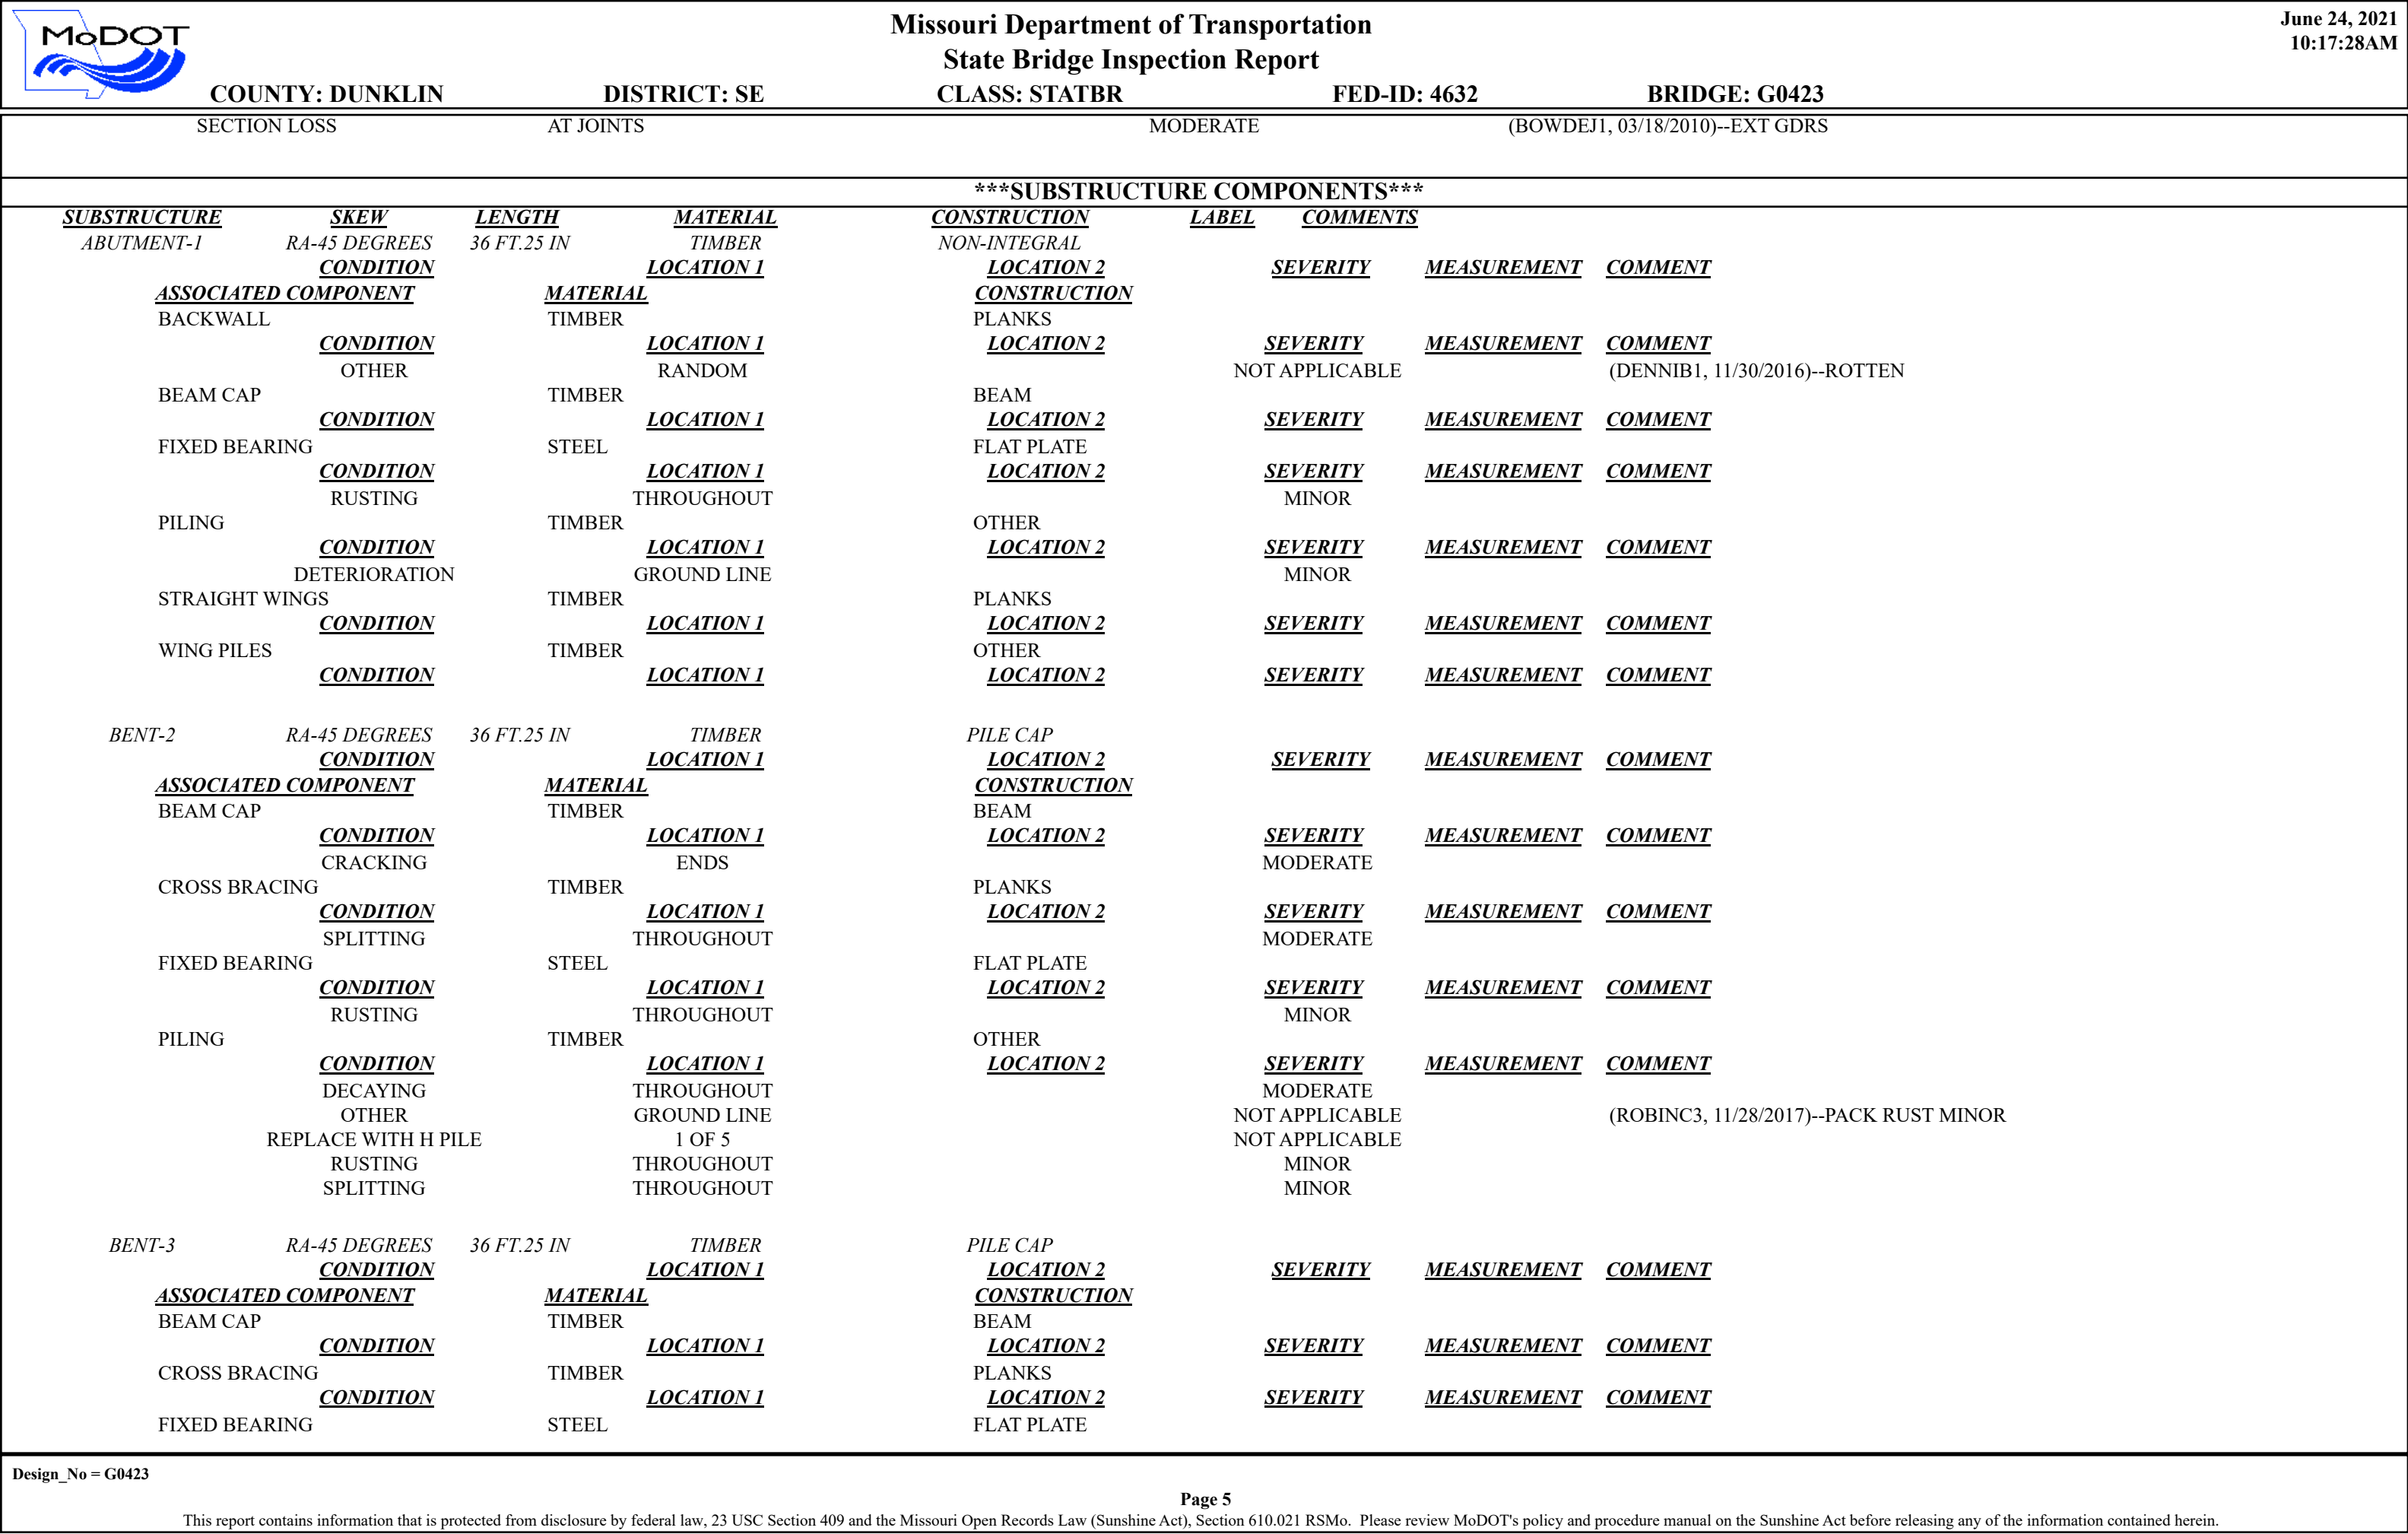 MoDOT
Missouri Department of Transportation
State Bridge Inspection Report
June 24, 2021
10:17:28AM
COUNTY: DUNKLIN DISTRICT: SE CLASS: STATBR FED-ID: 4632 BRIDGE: G0423
SECTION LOSS AT JOINTS MODERATE (BOWDEJ1, 03/18/2010)--EXT GDRS
***SUBSTRUCTURE COMPONENTS***
SUBSTRUCTURE SKEW LENGTH MATERIAL CONSTRUCTION LABEL COMMENTS
ABUTMENT-1 RA-45 DEGREES 36 FT.25 IN TIMBER NON-INTEGRAL
CONDITION LOCATION 1 LOCATION 2 SEVERITY MEASUREMENT COMMENT
ASSOCIATED COMPONENT MATERIAL CONSTRUCTION
BACKWALL TIMBER PLANKS
CONDITION LOCATION 1 LOCATION 2 SEVERITY MEASUREMENT COMMENT
OTHER RANDOM NOT APPLICABLE (DENNIB1, 11/30/2016)--ROTTEN
BEAM CAP TIMBER BEAM
CONDITION LOCATION 1 LOCATION 2 SEVERITY MEASUREMENT COMMENT
FIXED BEARING STEEL FLAT PLATE
CONDITION LOCATION 1 LOCATION 2 SEVERITY MEASUREMENT COMMENT
RUSTING THROUGHOUT MINOR
PILING TIMBER OTHER
CONDITION LOCATION 1 LOCATION 2 SEVERITY MEASUREMENT COMMENT
DETERIORATION GROUND LINE MINOR
STRAIGHT WINGS TIMBER PLANKS
CONDITION LOCATION 1 LOCATION 2 SEVERITY MEASUREMENT COMMENT
WING PILES TIMBER OTHER
CONDITION LOCATION 1 LOCATION 2 SEVERITY MEASUREMENT COMMENT
BENT-2 RA-45 DEGREES 36 FT.25 IN TIMBER PILE CAP
CONDITION LOCATION 1 LOCATION 2 SEVERITY MEASUREMENT COMMENT
ASSOCIATED COMPONENT MATERIAL CONSTRUCTION
BEAM CAP TIMBER BEAM
CONDITION LOCATION 1 LOCATION 2 SEVERITY MEASUREMENT COMMENT
CRACKING ENDS MODERATE
CROSS BRACING TIMBER PLANKS
CONDITION LOCATION 1 LOCATION 2 SEVERITY MEASUREMENT COMMENT
SPLITTING THROUGHOUT MODERATE
FIXED BEARING STEEL FLAT PLATE
CONDITION LOCATION 1 LOCATION 2 SEVERITY MEASUREMENT COMMENT
RUSTING THROUGHOUT MINOR
PILING TIMBER OTHER
CONDITION LOCATION 1 LOCATION 2 SEVERITY MEASUREMENT COMMENT
DECAYING THROUGHOUT MODERATE
OTHER GROUND LINE NOT APPLICABLE (ROBINC3, 11/28/2017)--PACK RUST MINOR
REPLACE WITH H PILE 1 OF 5 NOT APPLICABLE
RUSTING THROUGHOUT MINOR
SPLITTING THROUGHOUT MINOR
BENT-3 RA-45 DEGREES 36 FT.25 IN TIMBER PILE CAP
CONDITION LOCATION 1 LOCATION 2 SEVERITY MEASUREMENT COMMENT
ASSOCIATED COMPONENT MATERIAL CONSTRUCTION
BEAM CAP TIMBER BEAM
CONDITION LOCATION 1 LOCATION 2 SEVERITY MEASUREMENT COMMENT
CROSS BRACING TIMBER PLANKS
CONDITION LOCATION 1 LOCATION 2 SEVERITY MEASUREMENT COMMENT
FIXED BEARING STEEL FLAT PLATE
Design_No = G0423
Page 5
This report contains information that is protected from disclosure by federal law, 23 USC Section 409 and the Missouri Open Records Law (Sunshine Act), Section 610.021 RSMo. Please review MoDOT's policy and procedure manual on the Sunshine Act before releasing any of the information contained herein.